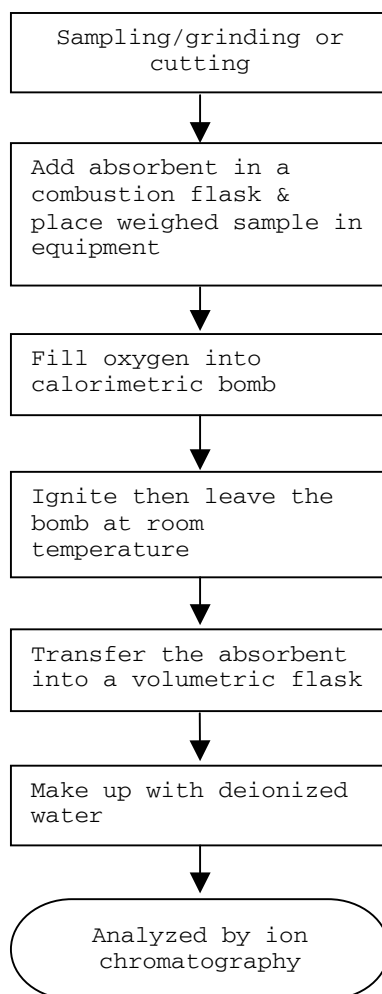 Sampling/grinding or
cutting
Add absorbent in a
combustion flask &
place weighed sample in
equipment
Fill oxygen into
calorimetric bomb
Ignite then leave the
bomb at room
temperature
Transfer the absorbent
into a volumetric flask
Make up with deionized
water
Analyzed by ion
chromatography